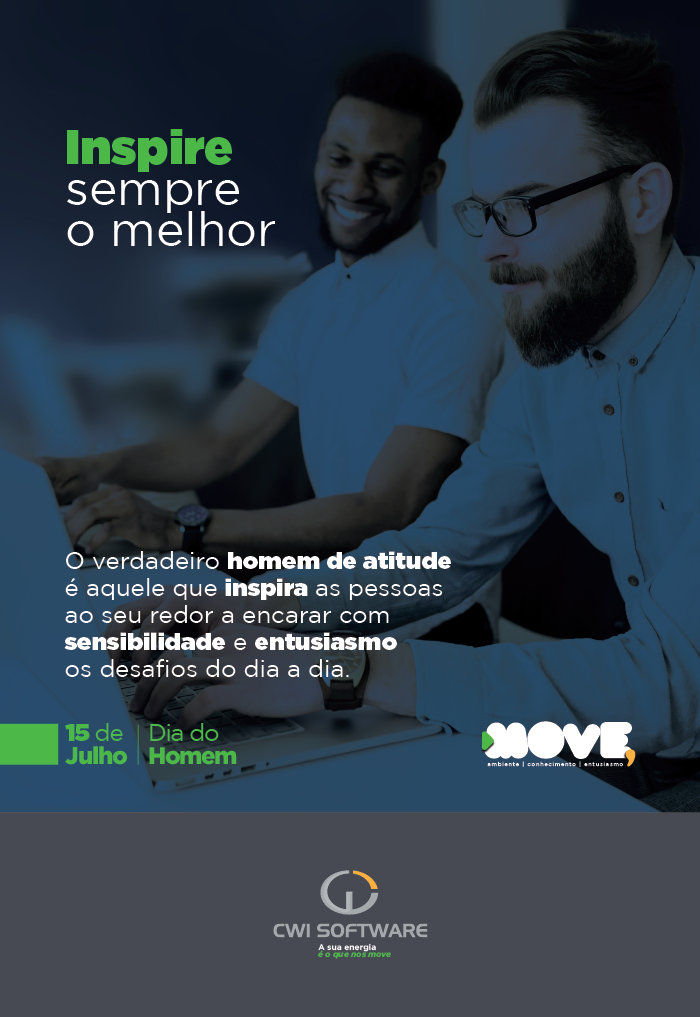 Inspire
sempre
o melhor
O verdadeiro homem de atitude
é aquele que inspira as pessoas
ao seu redor a encarar com
sensibilidade e entusiasmo
os desafios do dia a dia.
15 de
Julho
Dia do
Homem
MOVE,
ambiente | conhecimento | entusiasmo
CWI SOFTWARE
A sua energia
é o que nos move